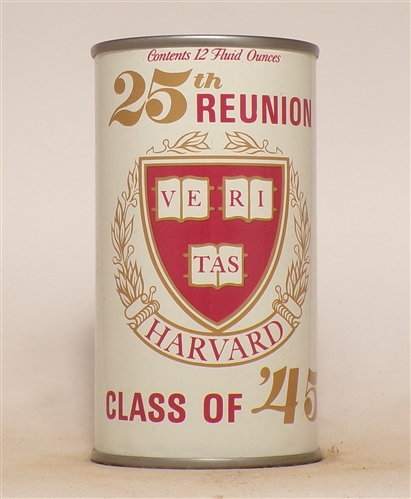 Contents 12 Fluid Ounces
25th
REUNION
VE RI
TAS
HARVARD
CLASS OF '45